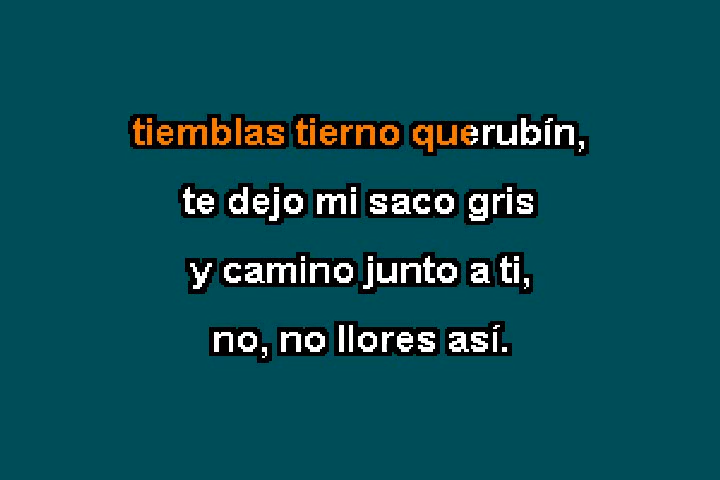 tiemblas tierno querubín,
te dejo mi saco gris
y camino junto a ti,
no, no llores así.